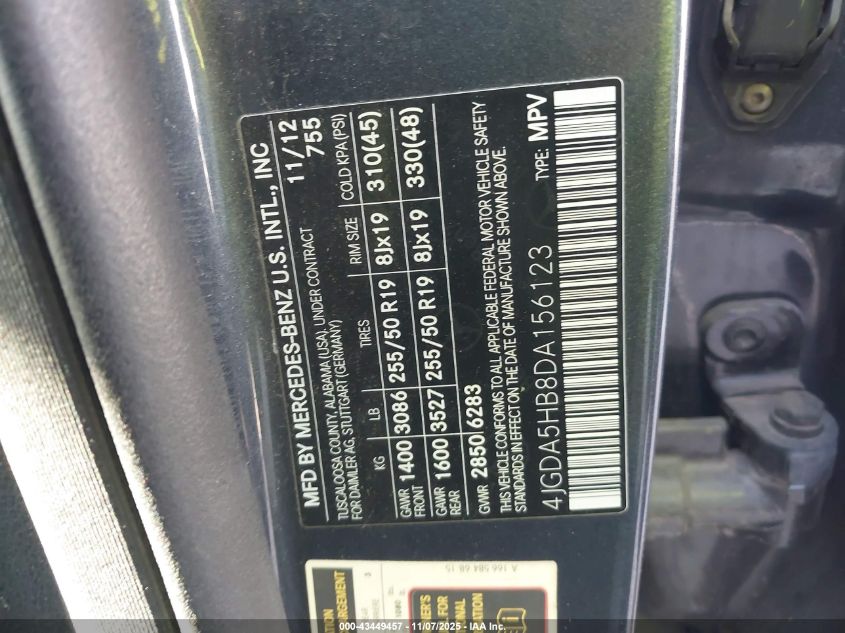 MFD BY MERCEDES-BENZ U.S. INTL., INC
TUSCALOOSA COUNTY, ALABAMA (USA), UNDER CONTRACT 11/12
FOR DAIMLER AG, STUTTGART (GERMANY) 755
KG LB TIRES RIM SIZE COLD KPA (PSI)
GAWR FRONT 1400 3086 255/50 R19 8Jx19 310(45)
GAWR REAR 1600 3527 255/50 R19 8Jx19 330(48)
GVWR 2850 6283
THIS VEHICLE CONFORMS TO ALL APPLICABLE FEDERAL MOTOR VEHICLE SAFETY
STANDARDS IN EFFECT ON THE DATE OF MANUFACTURE SHOWN ABOVE.
4JGDA5HB8DA156123 TYPE: MPV
A 166 584 68 15
000-43449457 - 11/07/2025 - IAA Inc.